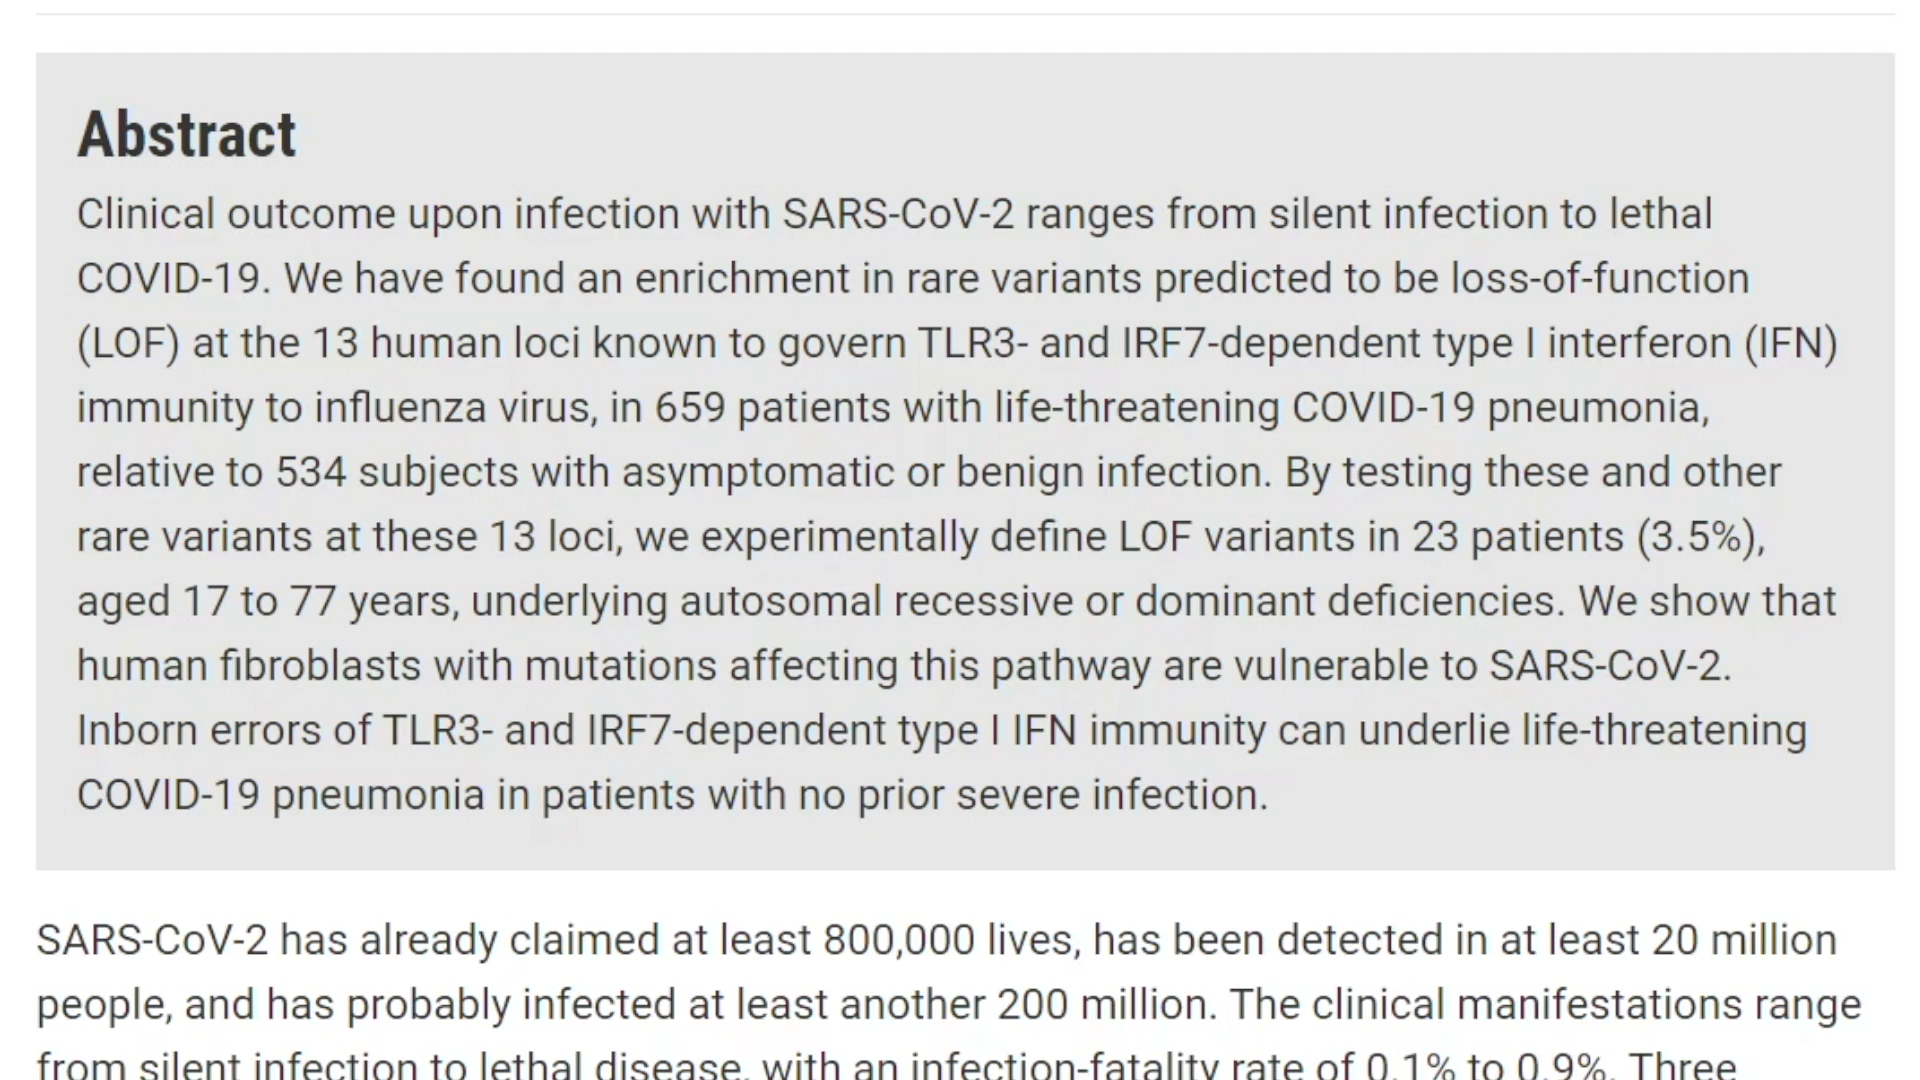 Abstract
Clinical outcome upon infection with SARS-CoV-2 ranges from silent infection to lethal
COVID-19. We have found an enrichment in rare variants predicted to be loss-of-function
(LOF) at the 13 human loci known to govern TLR3- and IRF7-dependent type I interferon (IFN)
immunity to influenza virus, in 659 patients with life-threatening COVID-19 pneumonia,
relative to 534 subjects with asymptomatic or benign infection. By testing these and other
rare variants at these 13 loci, we experimentally define LOF variants in 23 patients (3.5%),
aged 17 to 77 years, underlying autosomal recessive or dominant deficiencies. We show that
human fibroblasts with mutations affecting this pathway are vulnerable to SARS-CoV-2.
Inborn errors of TLR3- and IRF7-dependent type I IFN immunity can underlie life-threatening
COVID-19 pneumonia in patients with no prior severe infection.
SARS-CoV-2 has already claimed at least 800,000 lives, has been detected in at least 20 million
people, and has probably infected at least another 200 million. The clinical manifestations range
from silent infection to lethal disease, with an infection-fatality rate of 0.1% to 0.9%. Three